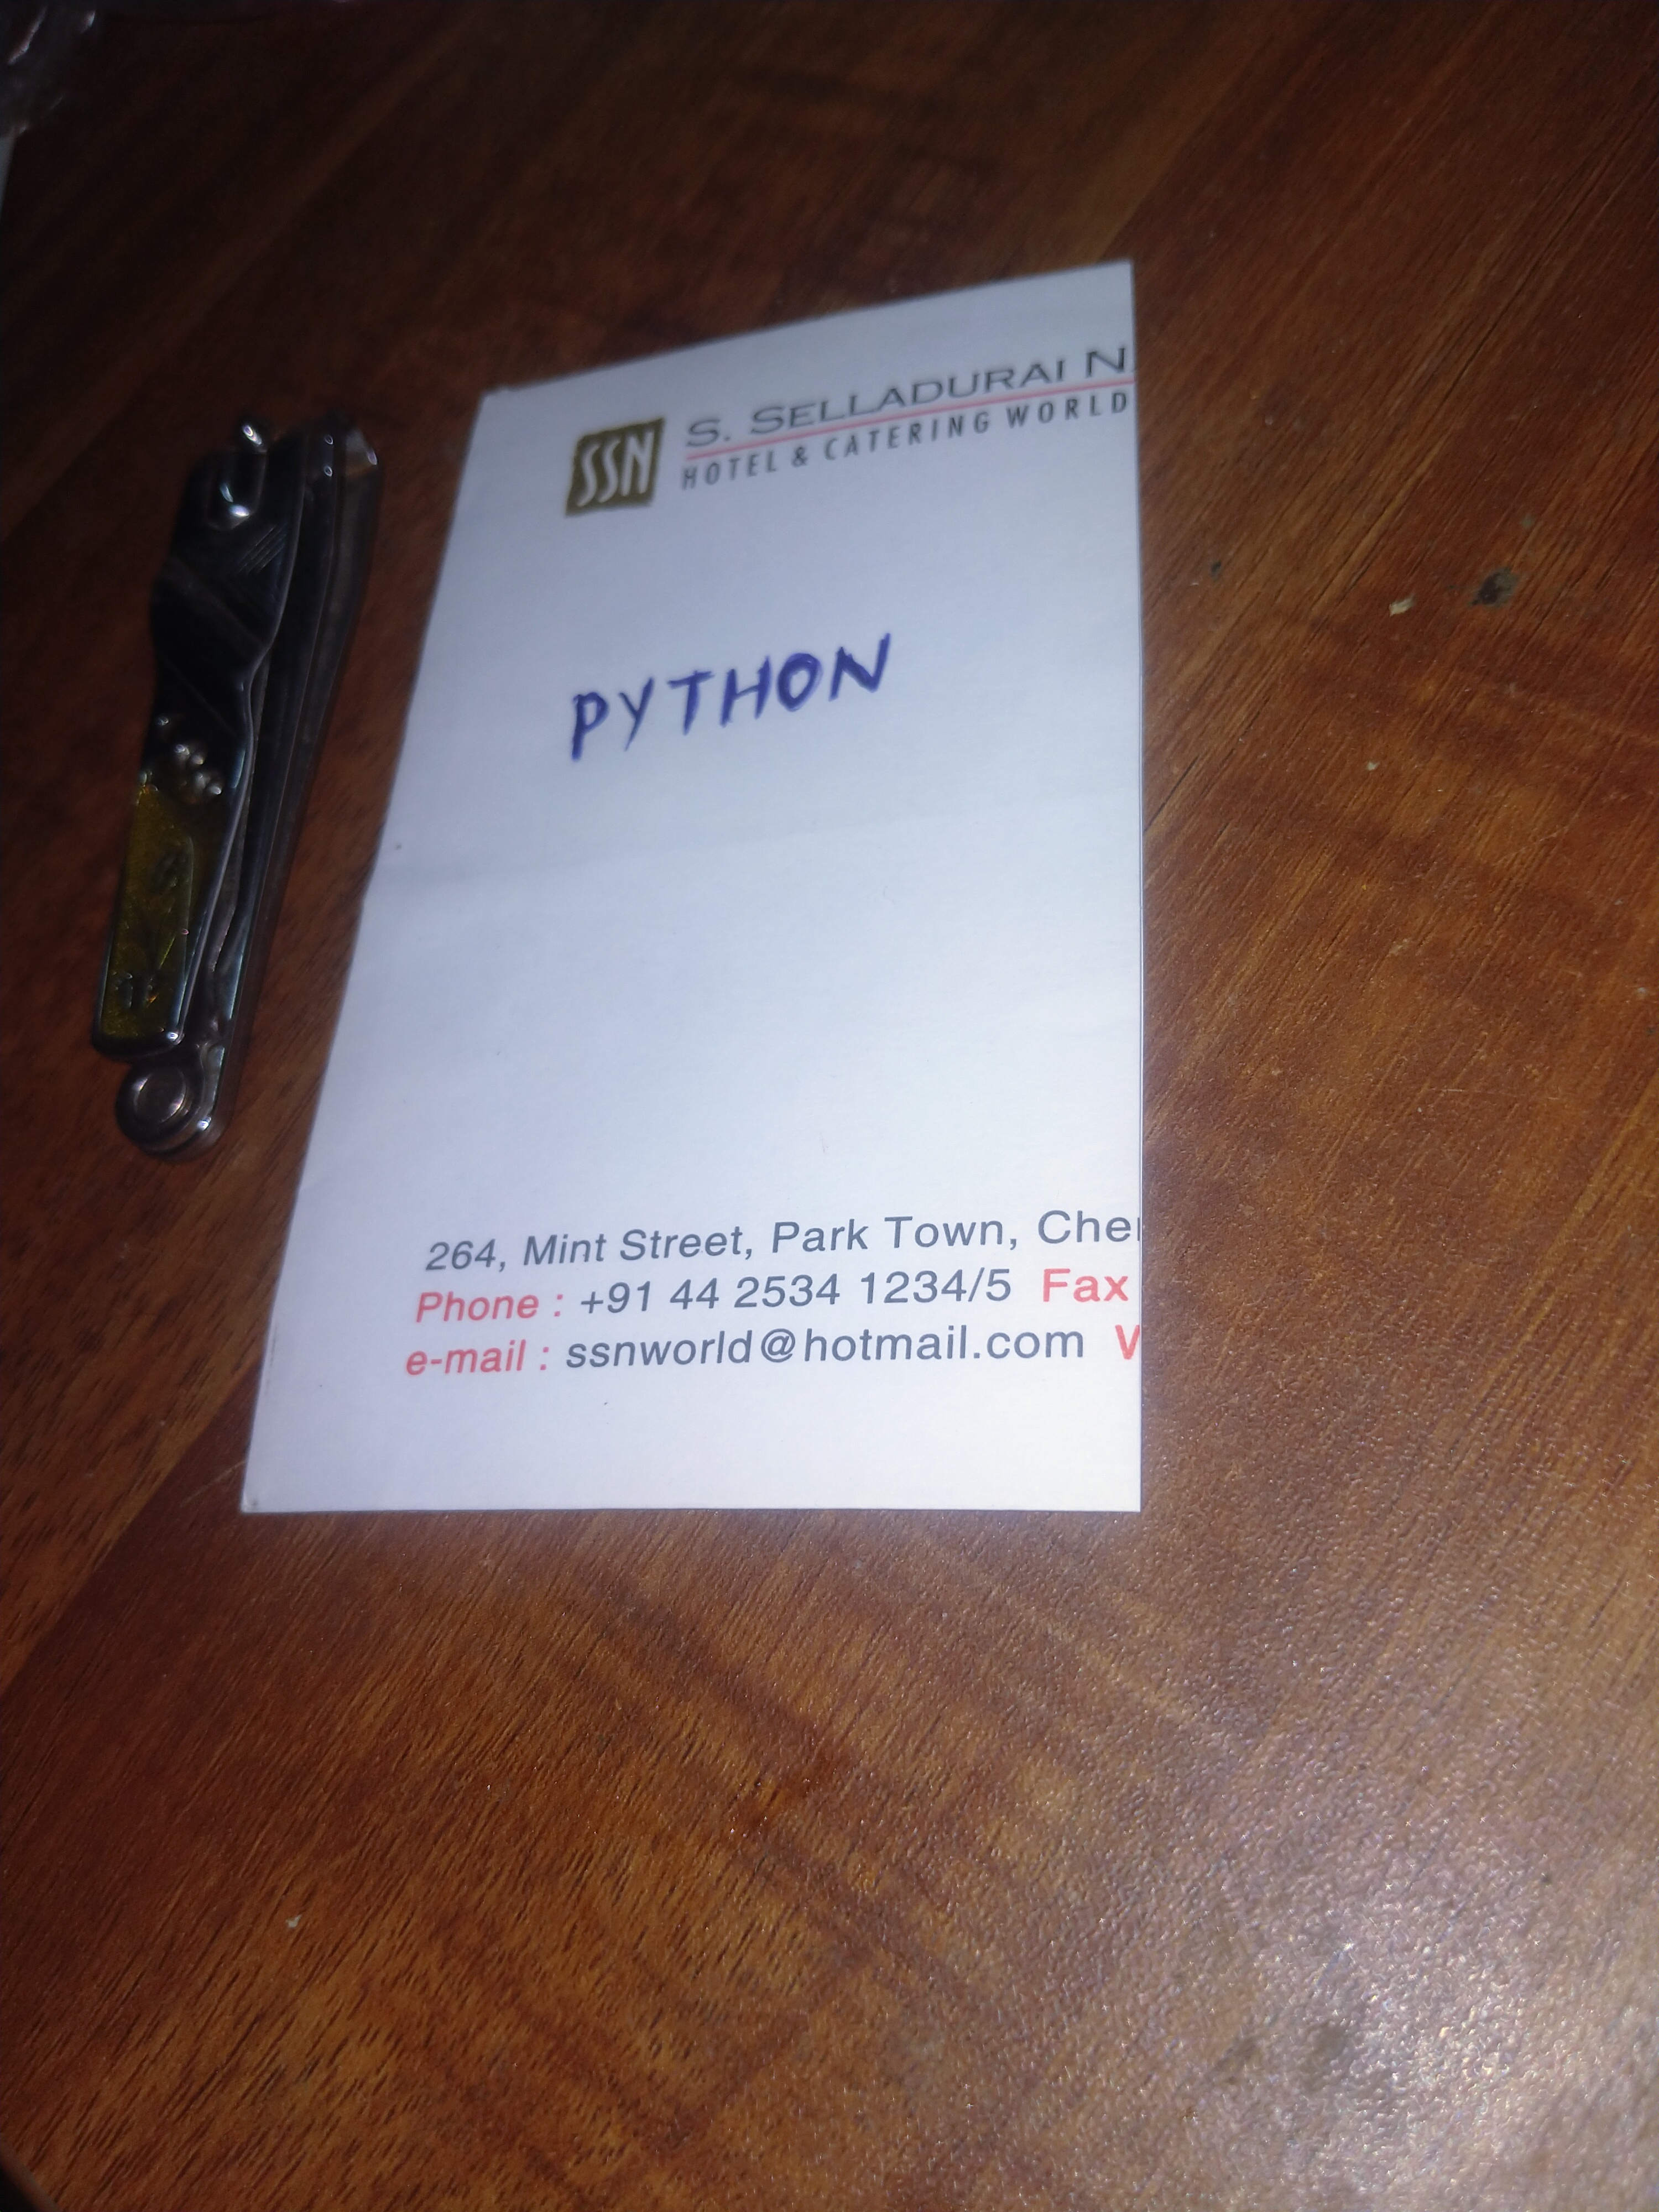 SSN
S. SELLADURAI N
HOTEL & CATERING WORLD
PYTHON
264, Mint Street, Park Town, Che
Phone : +91 44 2534 1234/5 Fax
e-mail : ssnworld@hotmail.com